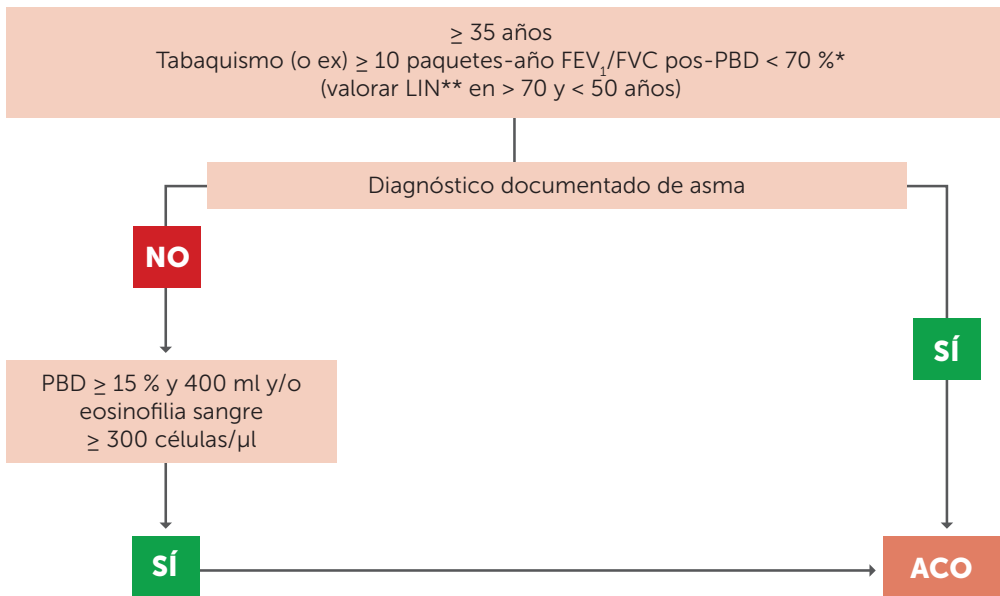 ≥ 35 años
Tabaquismo (o ex) ≥ 10 paquetes-año FEV₁/FVC pos-PBD < 70 %*
(valorar LIN** en > 70 y < 50 años)
Diagnóstico documentado de asma
NO
SÍ
PBD ≥ 15 % y 400 ml y/o
eosinofilia sangre
≥ 300 células/µl
SÍ
ACO